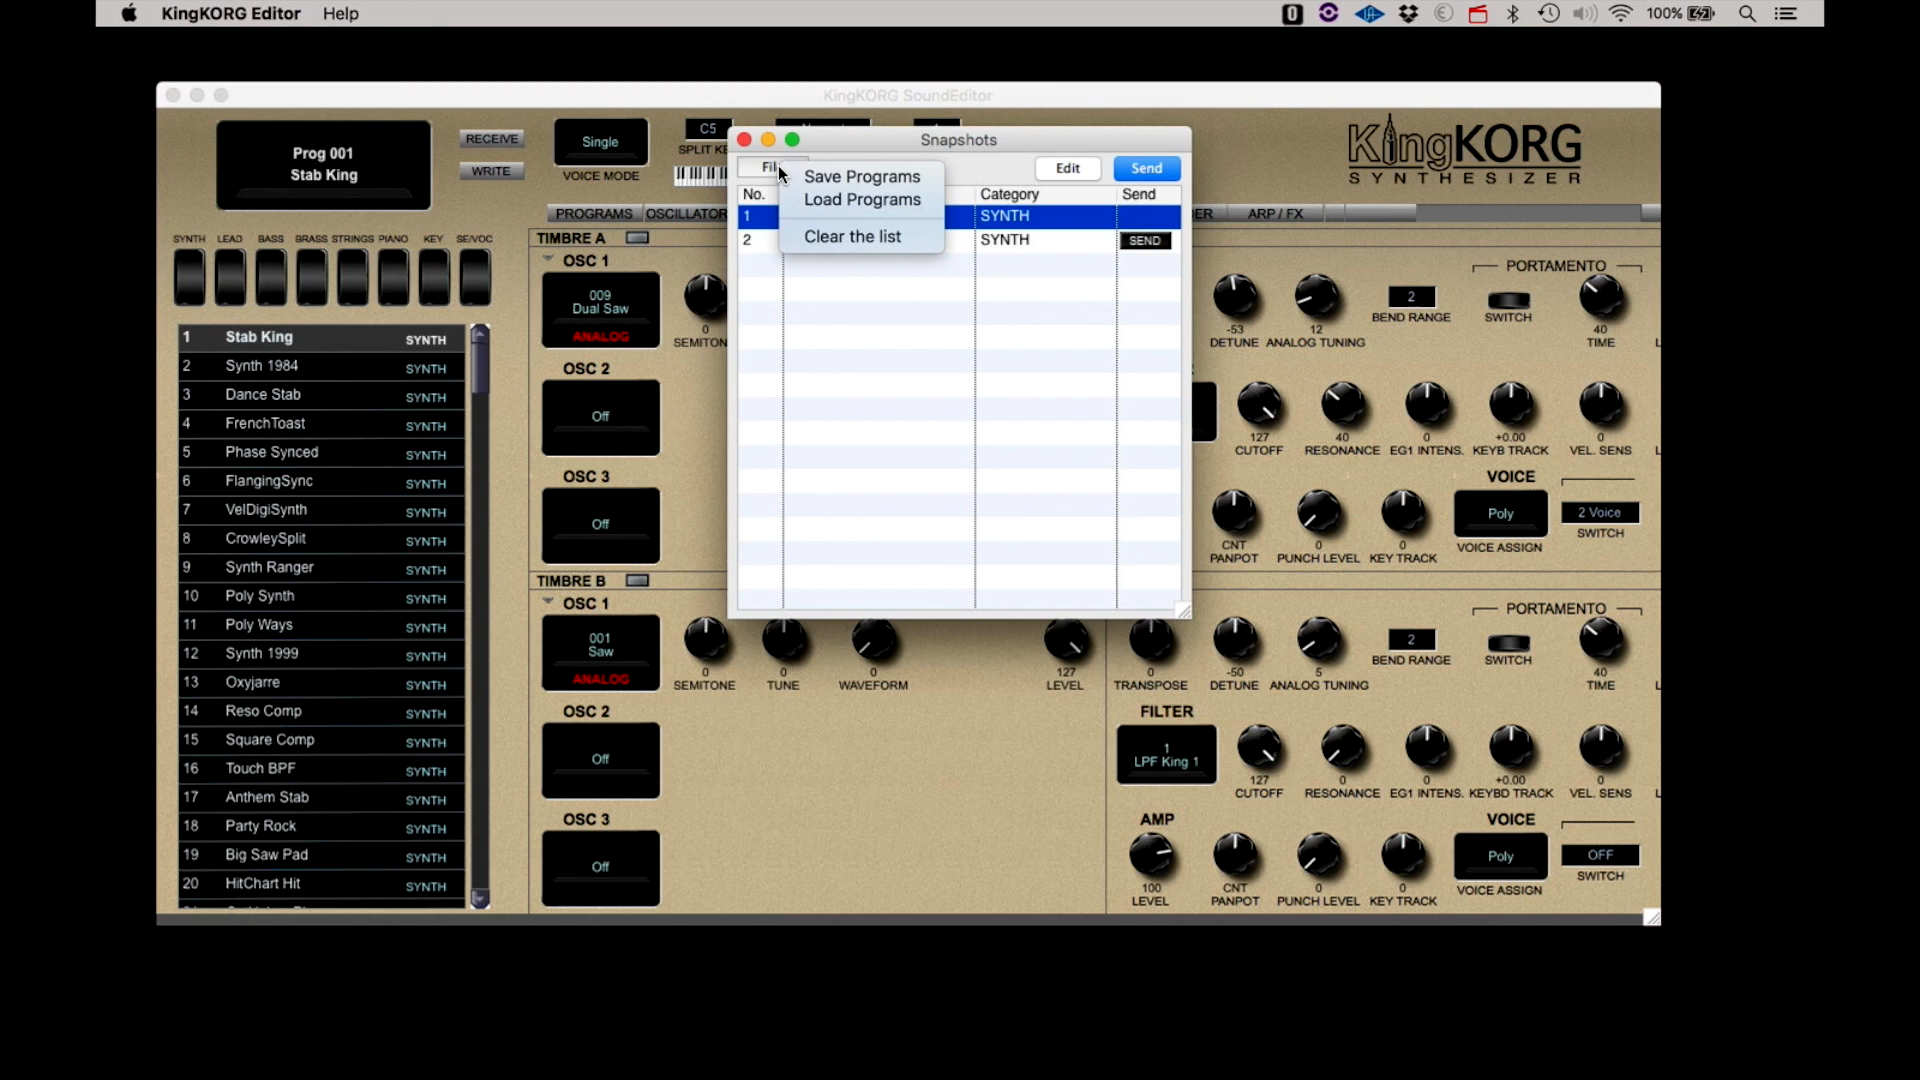 KingKORG Editor Help
100%
KingKORG SoundEditor
Prog 001
Stab King
RECEIVE
WRITE
Single
VOICE MODE
C5
KingKORG
SYNTHESIZER
Snapshots
Edit
Send
Save Programs
Load Programs
Clear the list
No. Category Send
1 SYNTH
2 SYNTH SEND
PROGRAMS
ARP / FX
SYNTH LEAD BASS BRASS STRINGS PIANO KEY SE/VOC
1 Stab King SYNTH
2 Synth 1984 SYNTH
3 Dance Stab SYNTH
4 FrenchToast SYNTH
5 Phase Synced SYNTH
6 FlangingSync SYNTH
7 VelDigiSynth SYNTH
8 CrowleySplit SYNTH
9 Synth Ranger SYNTH
10 Poly Synth SYNTH
11 Poly Ways SYNTH
12 Synth 1999 SYNTH
13 Oxyjarre SYNTH
14 Reso Comp SYNTH
15 Square Comp SYNTH
16 Touch BPF SYNTH
17 Anthem Stab SYNTH
18 Party Rock SYNTH
19 Big Saw Pad SYNTH
20 HitChart Hit SYNTH
TIMBRE A
OSC 1
009
Dual Saw
ANALOG
0
OSC 2
Off
OSC 3
Off
PORTAMENTO
-53 12 40
DETUNE ANALOG TUNING
2
BEND RANGE
SWITCH
TIME
127 40 0 +0.00 0
CUTOFF RESONANCE EG1 INTENS. KEYB TRACK VEL. SENS
VOICE
CNT 0 0
PANPOT PUNCH LEVEL KEY TRACK
Poly
VOICE ASSIGN
2 Voice
SWITCH
TIMBRE B
OSC 1
001
Saw
ANALOG
0 0 0 127
SEMITONE TUNE WAVEFORM LEVEL
OSC 2
Off
OSC 3
Off
PORTAMENTO
0 -50 5 40
TRANSPOSE DETUNE ANALOG TUNING
2
BEND RANGE
SWITCH
TIME
FILTER
1
LPF King 1
127 0 0 +0.00 0
CUTOFF RESONANCE EG1 INTENS. KEYBD TRACK VEL. SENS
AMP
VOICE
100 CNT 0 0
LEVEL PANPOT PUNCH LEVEL KEY TRACK
Poly
VOICE ASSIGN
OFF
SWITCH